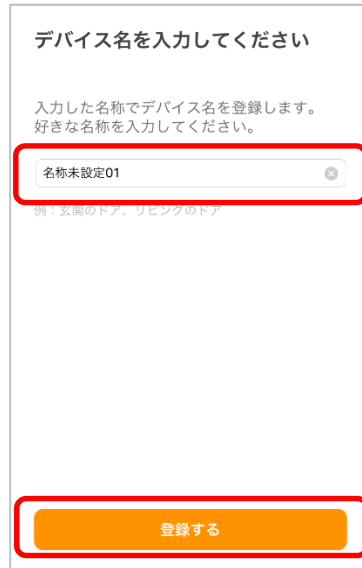 デバイス名を入力してください
入力した名称でデバイス名を登録します。
好きな名称を入力してください。
名称未設定01
例：玄関のドア、リビングのドア
登録する